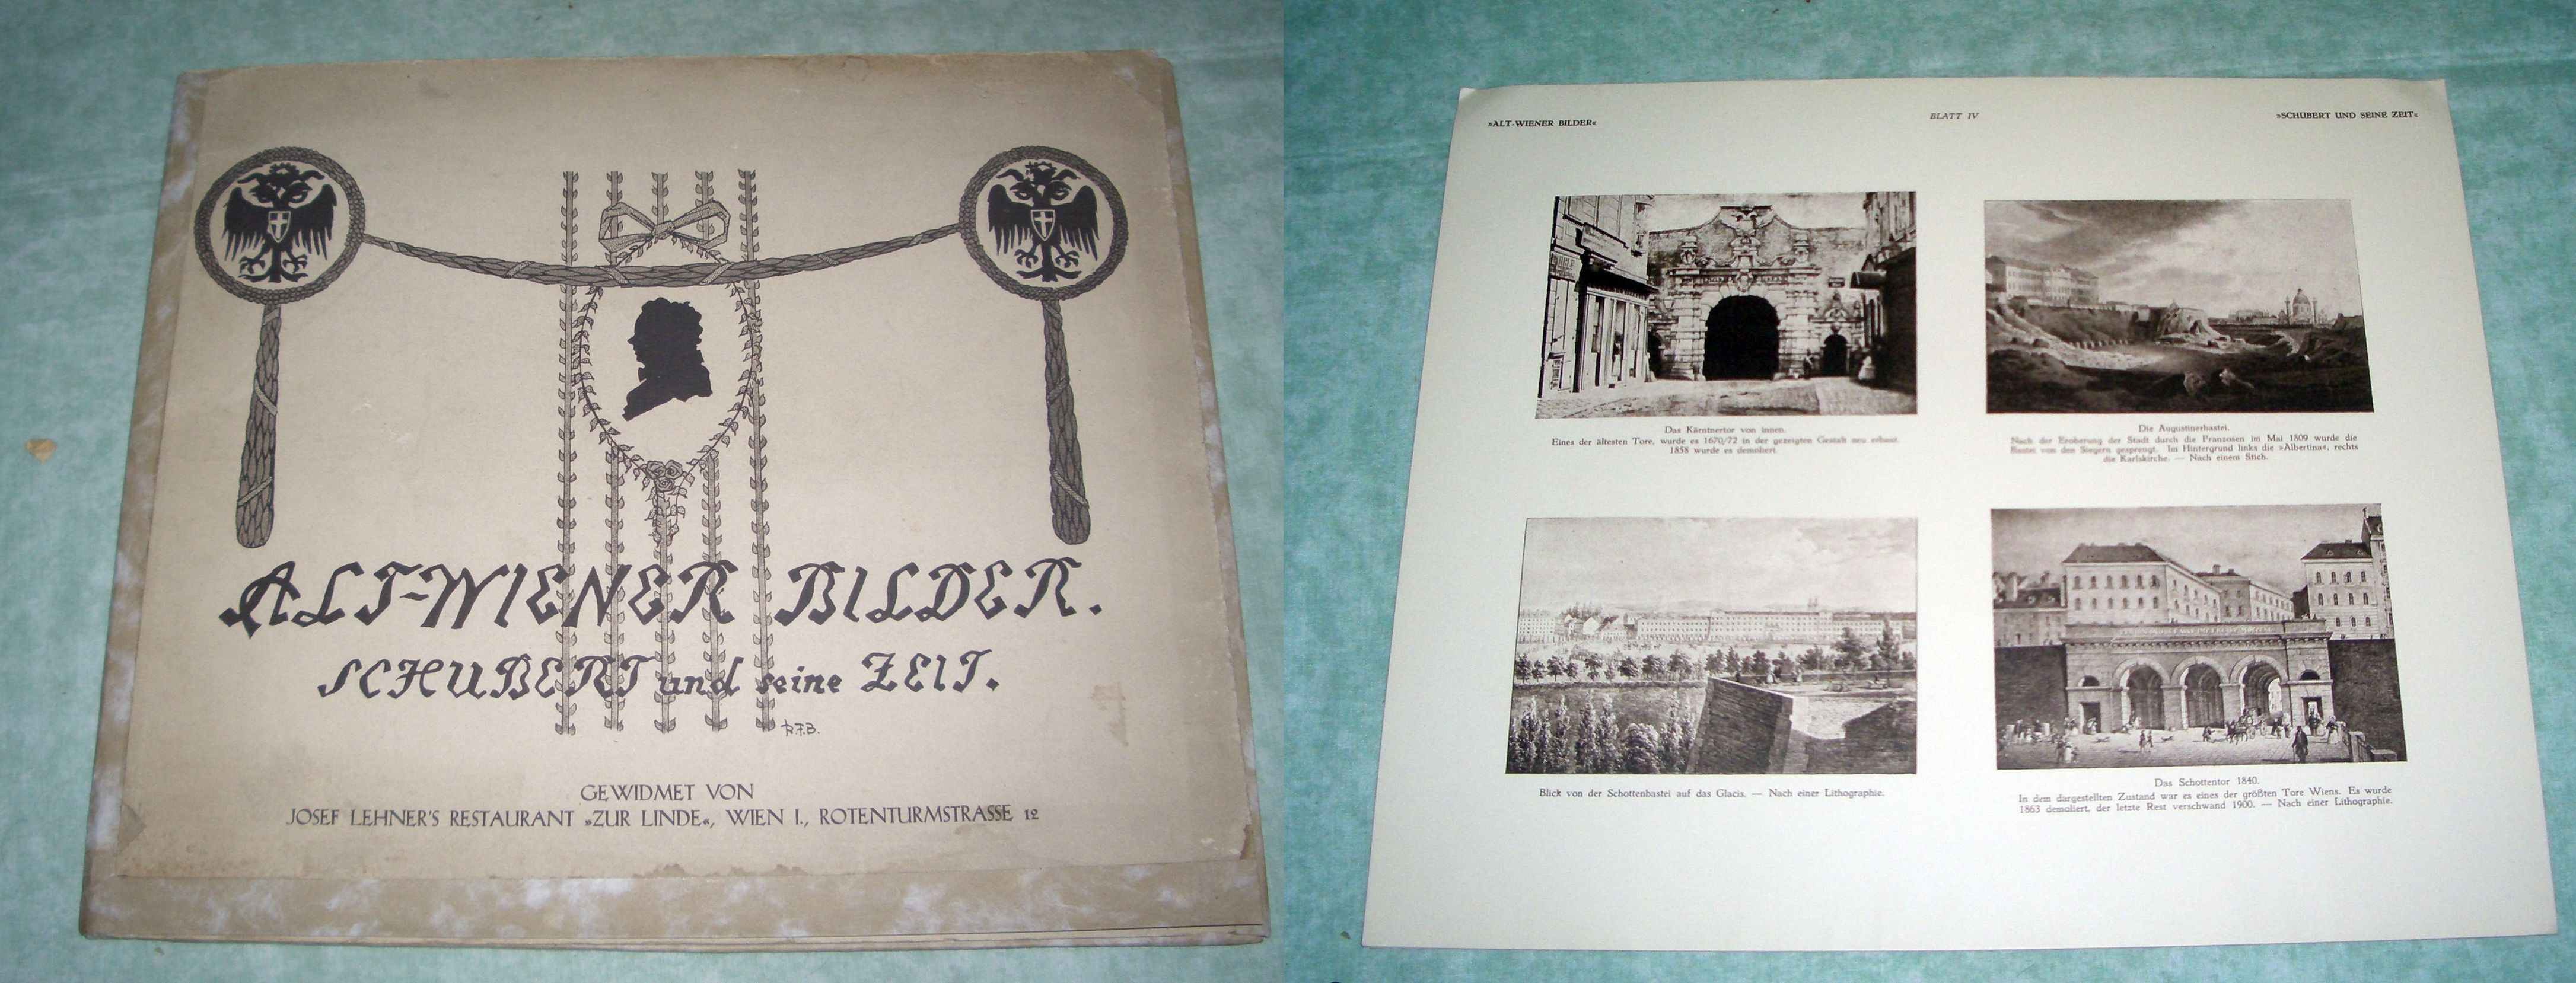 ALT-WIENER BILDER.
SCHUBERT und seine ZEIT.
R.F.B.
GEWIDMET VON
JOSEF LEHNER'S RESTAURANT »ZUR LINDE«, WIEN I., ROTENTURMSTRASSE 12
»ALT-WIENER BILDER«
BLATT IV
»SCHUBERT UND SEINE ZEIT«
Das Kärntnertor von innen.
Eines der ältesten Tore, wurde es 1670/72 in der gezeigten Gestalt neu erbaut.
1858 wurde es demoliert.
Die Augustinerbastei.
Nach der Eroberung der Stadt durch die Franzosen im Mai 1809 wurde die
Bastei von den Siegern gesprengt. Im Hintergrund links die »Albertina«, rechts
die Karlskirche. — Nach einem Stich.
Blick von der Schottenbastei auf das Glacis. — Nach einer Lithographie.
Das Schottentor 1840.
In dem dargestellten Zustand war es eines der größten Tore Wiens. Es wurde
1863 demoliert, der letzte Rest verschwand 1900. — Nach einer Lithographie.